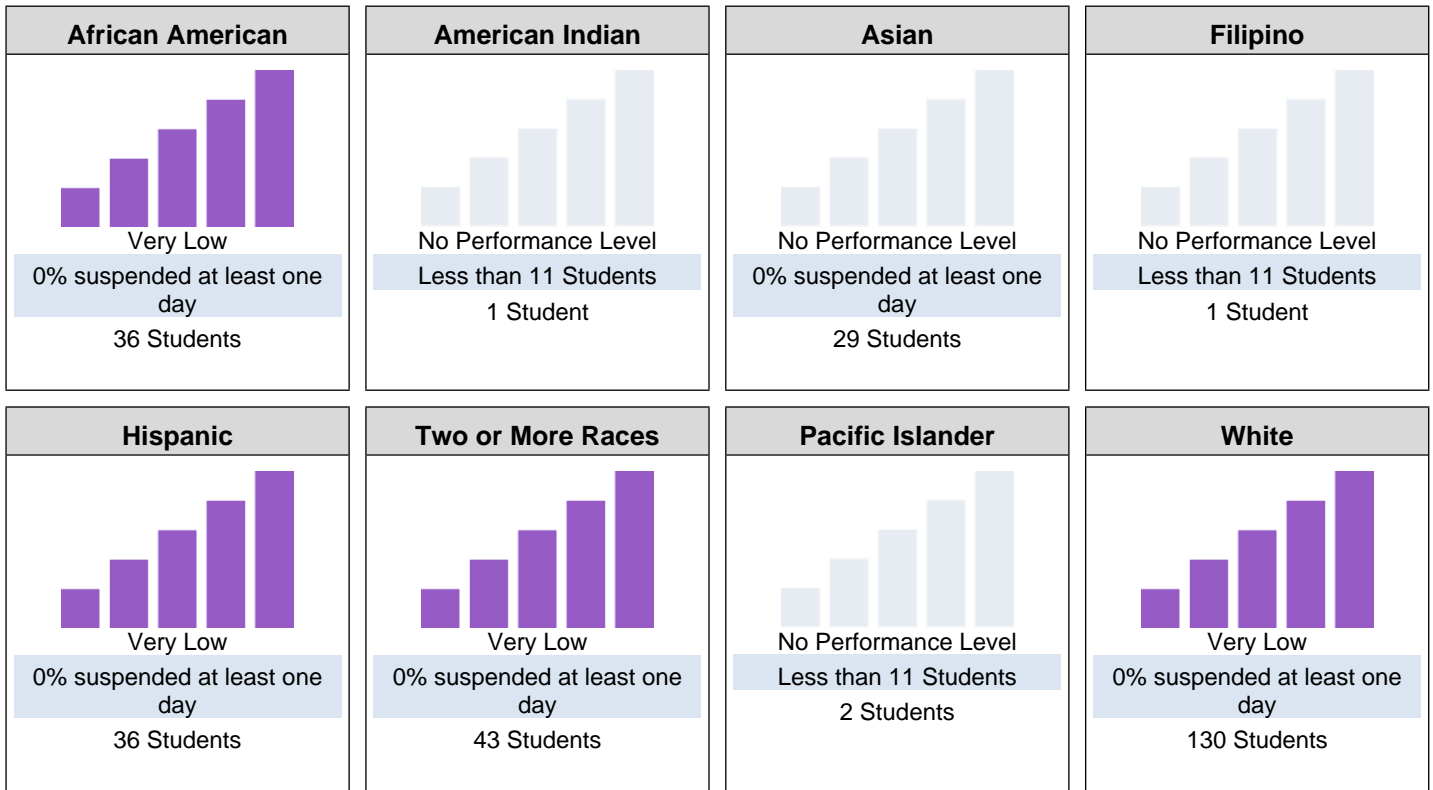 African American
Very Low
0% suspended at least one
day
36 Students
American Indian
No Performance Level
Less than 11 Students
1 Student
Asian
No Performance Level
0% suspended at least one
day
29 Students
Filipino
No Performance Level
Less than 11 Students
1 Student
Hispanic
Very Low
0% suspended at least one
day
36 Students
Two or More Races
Very Low
0% suspended at least one
day
43 Students
Pacific Islander
No Performance Level
Less than 11 Students
2 Students
White
Very Low
0% suspended at least one
day
130 Students